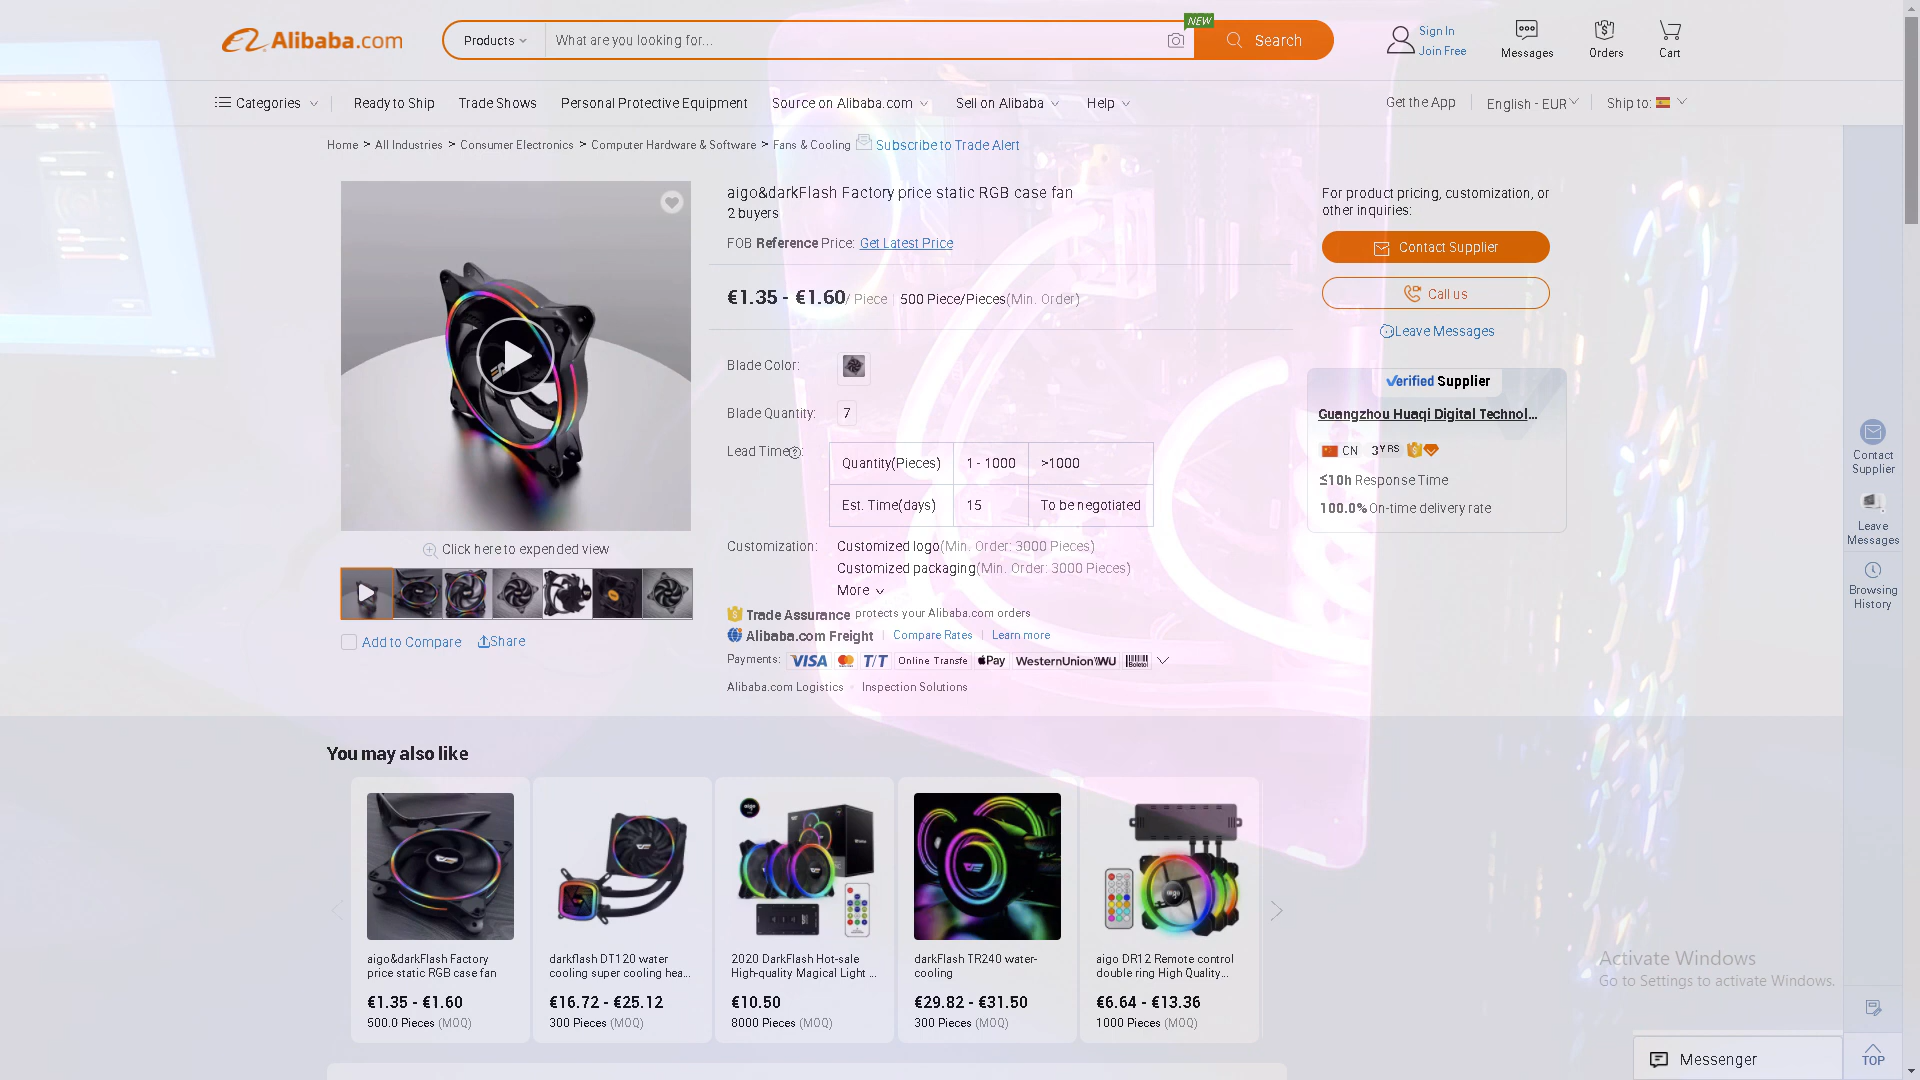 Alibaba.com
Products
What are you looking for...
NEW
Search
Sign In
Join Free
Messages
Orders
Cart
Categories
Ready to Ship
Trade Shows
Personal Protective Equipment
Source on Alibaba.com
Sell on Alibaba
Help
Get the App
English - EUR
Ship to:
Home > All Industries > Consumer Electronics > Computer Hardware & Software > Fans & Cooling
Subscribe to Trade Alert
aigo&darkFlash Factory price static RGB case fan
2 buyers
FOB Reference Price: Get Latest Price
€1.35 - €1.60 / Piece | 500 Piece/Pieces(Min. Order)
Blade Color:
Blade Quantity: 7
Lead Time:
Quantity(Pieces) 1 - 1000 >1000
Est. Time(days) 15 To be negotiated
Customization: Customized logo(Min. Order: 3000 Pieces)
Customized packaging(Min. Order: 3000 Pieces)
More
Trade Assurance protects your Alibaba.com orders
Alibaba.com Freight | Compare Rates | Learn more
Payments: VISA T/T Online Transfe Pay WesternUnion WU Boleto
Alibaba.com Logistics · Inspection Solutions
Click here to expended view
Add to Compare
Share
For product pricing, customization, or
other inquiries:
Contact Supplier
Call us
Leave Messages
Verified Supplier
Guangzhou Huaqi Digital Technol...
CN 3YRS
≤10h Response Time
100.0% On-time delivery rate
Contact
Supplier
Leave
Messages
Browsing
History
You may also like
aigo&darkFlash Factory
price static RGB case fan
€1.35 - €1.60
500.0 Pieces (MOQ)
darkflash DT120 water
cooling super cooling hea...
€16.72 - €25.12
300 Pieces (MOQ)
2020 DarkFlash Hot-sale
High-quality Magical Light ...
€10.50
8000 Pieces (MOQ)
darkFlash TR240 water-
cooling
€29.82 - €31.50
300 Pieces (MOQ)
aigo DR12 Remote control
double ring High Quality...
€6.64 - €13.36
1000 Pieces (MOQ)
Activate Windows
Go to Settings to activate Windows.
Messenger
TOP